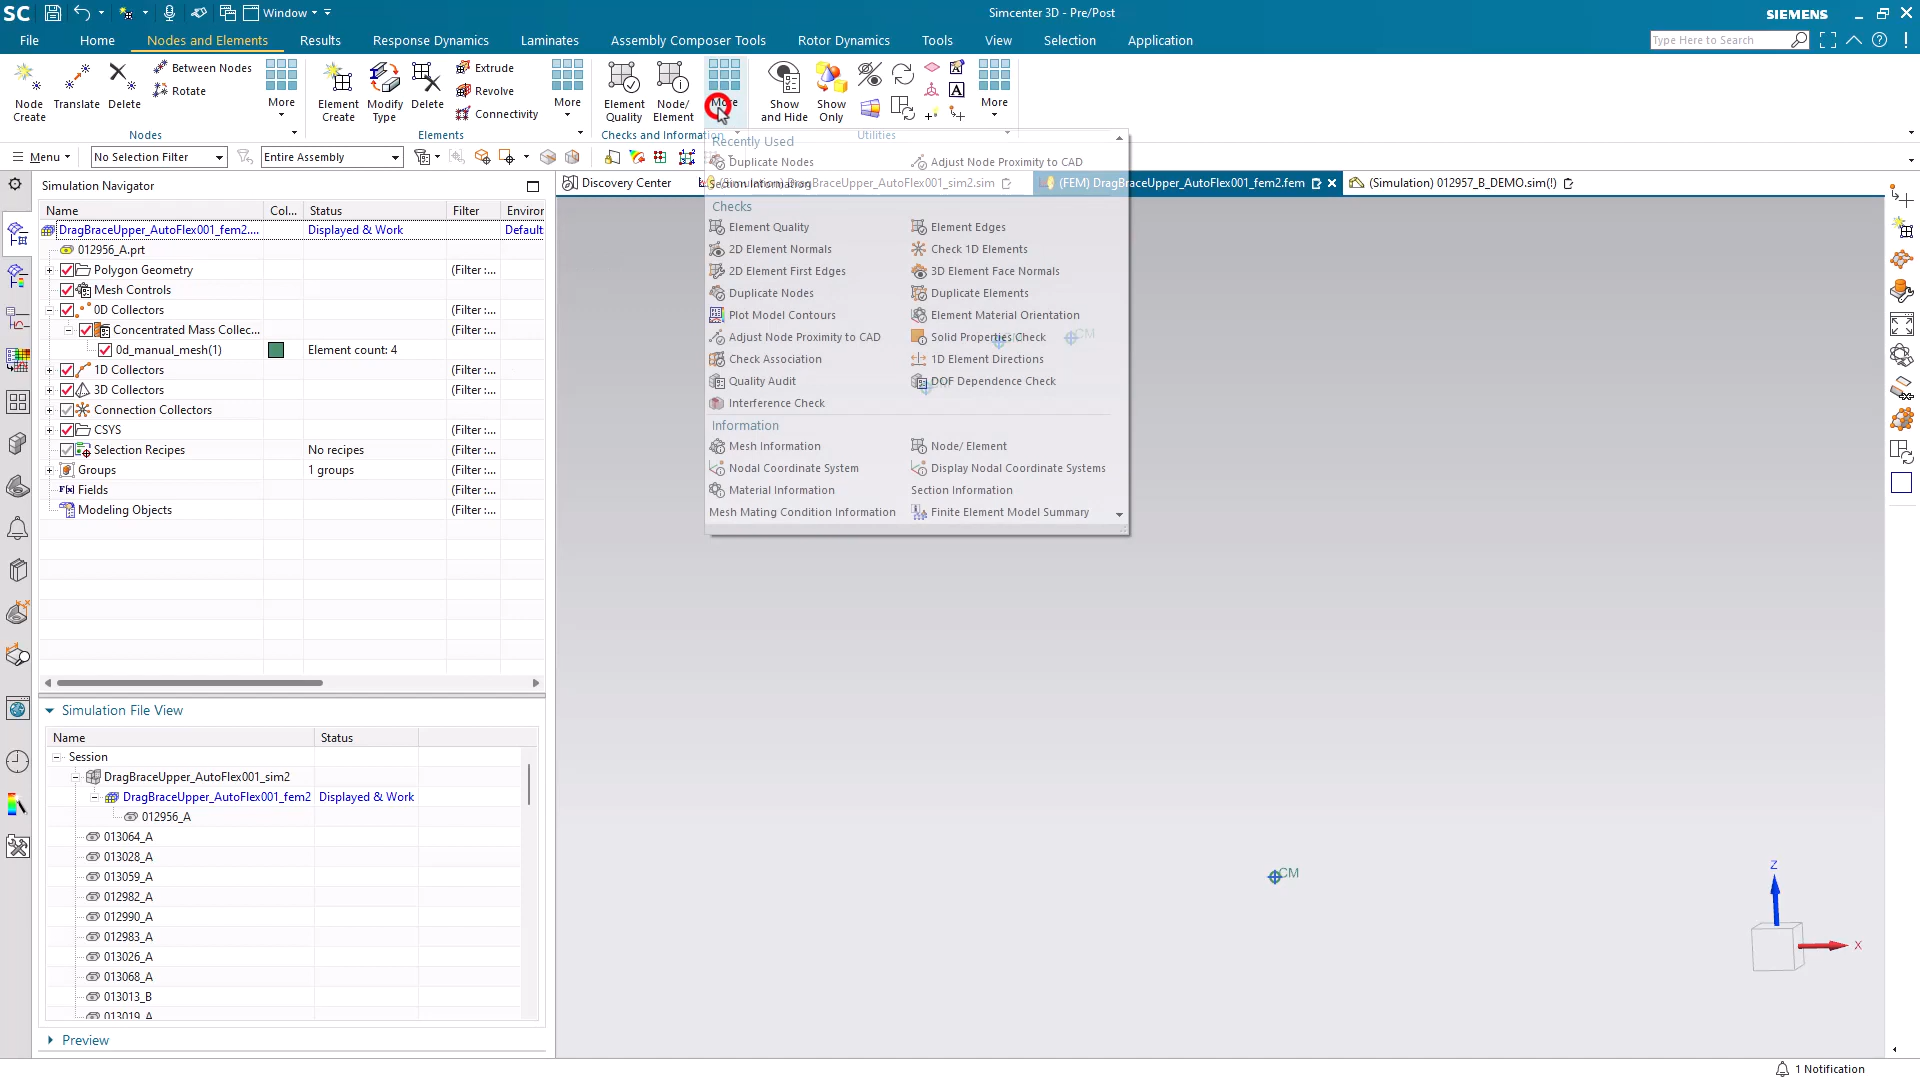 SC Window Simcenter 3D - Pre/Post SIEMENS
File Home Nodes and Elements Results Response Dynamics Laminates Assembly Composer Tools Rotor Dynamics Tools View Selection Application Type Here to Search
Node Create Translate Delete Between Nodes Rotate More
Nodes
Element Create Modify Type Delete Extrude Revolve Connectivity More
Elements
Element Quality Node/ Element More
Checks and Information
Show and Hide Show Only More
Utilities
Menu No Selection Filter Entire Assembly
Simulation Navigator
Discovery Center DragBraceUpper_AutoFlex001_sim2.sim (FEM) DragBraceUpper_AutoFlex001_fem2.fem (Simulation) 012957_B_DEMO.sim(!)
Name Col... Status Filter Environ
DragBraceUpper_AutoFlex001_fem2.... Displayed & Work Default
012956_A.prt
Polygon Geometry (Filter :...
Mesh Controls (Filter :...
0D Collectors (Filter :...
Concentrated Mass Collec... (Filter :...
0d_manual_mesh(1) Element count: 4
1D Collectors (Filter :...
3D Collectors (Filter :...
Connection Collectors (Filter :...
CSYS (Filter :...
Selection Recipes No recipes (Filter :...
Groups 1 groups (Filter :...
Fields (Filter :...
Modeling Objects (Filter :...
Recently Used
Duplicate Nodes Adjust Node Proximity to CAD
Section Information
Checks
Element Quality Element Edges
2D Element Normals Check 1D Elements
2D Element First Edges 3D Element Face Normals
Duplicate Nodes Duplicate Elements
Plot Model Contours Element Material Orientation
Adjust Node Proximity to CAD Solid Properties Check
CM
Check Association 1D Element Directions
Quality Audit DOF Dependence Check
Interference Check
Information
Mesh Information Node/ Element
Nodal Coordinate System Display Nodal Coordinate Systems
Material Information Section Information
Mesh Mating Condition Information Finite Element Model Summary
Simulation File View
Name Status
Session
DragBraceUpper_AutoFlex001_sim2
DragBraceUpper_AutoFlex001_fem2 Displayed & Work
012956_A
013064_A
013028_A
013059_A
012982_A
012990_A
012983_A
013026_A
013068_A
013013_B
013019_A
Preview
CM
Z
X
1 Notification